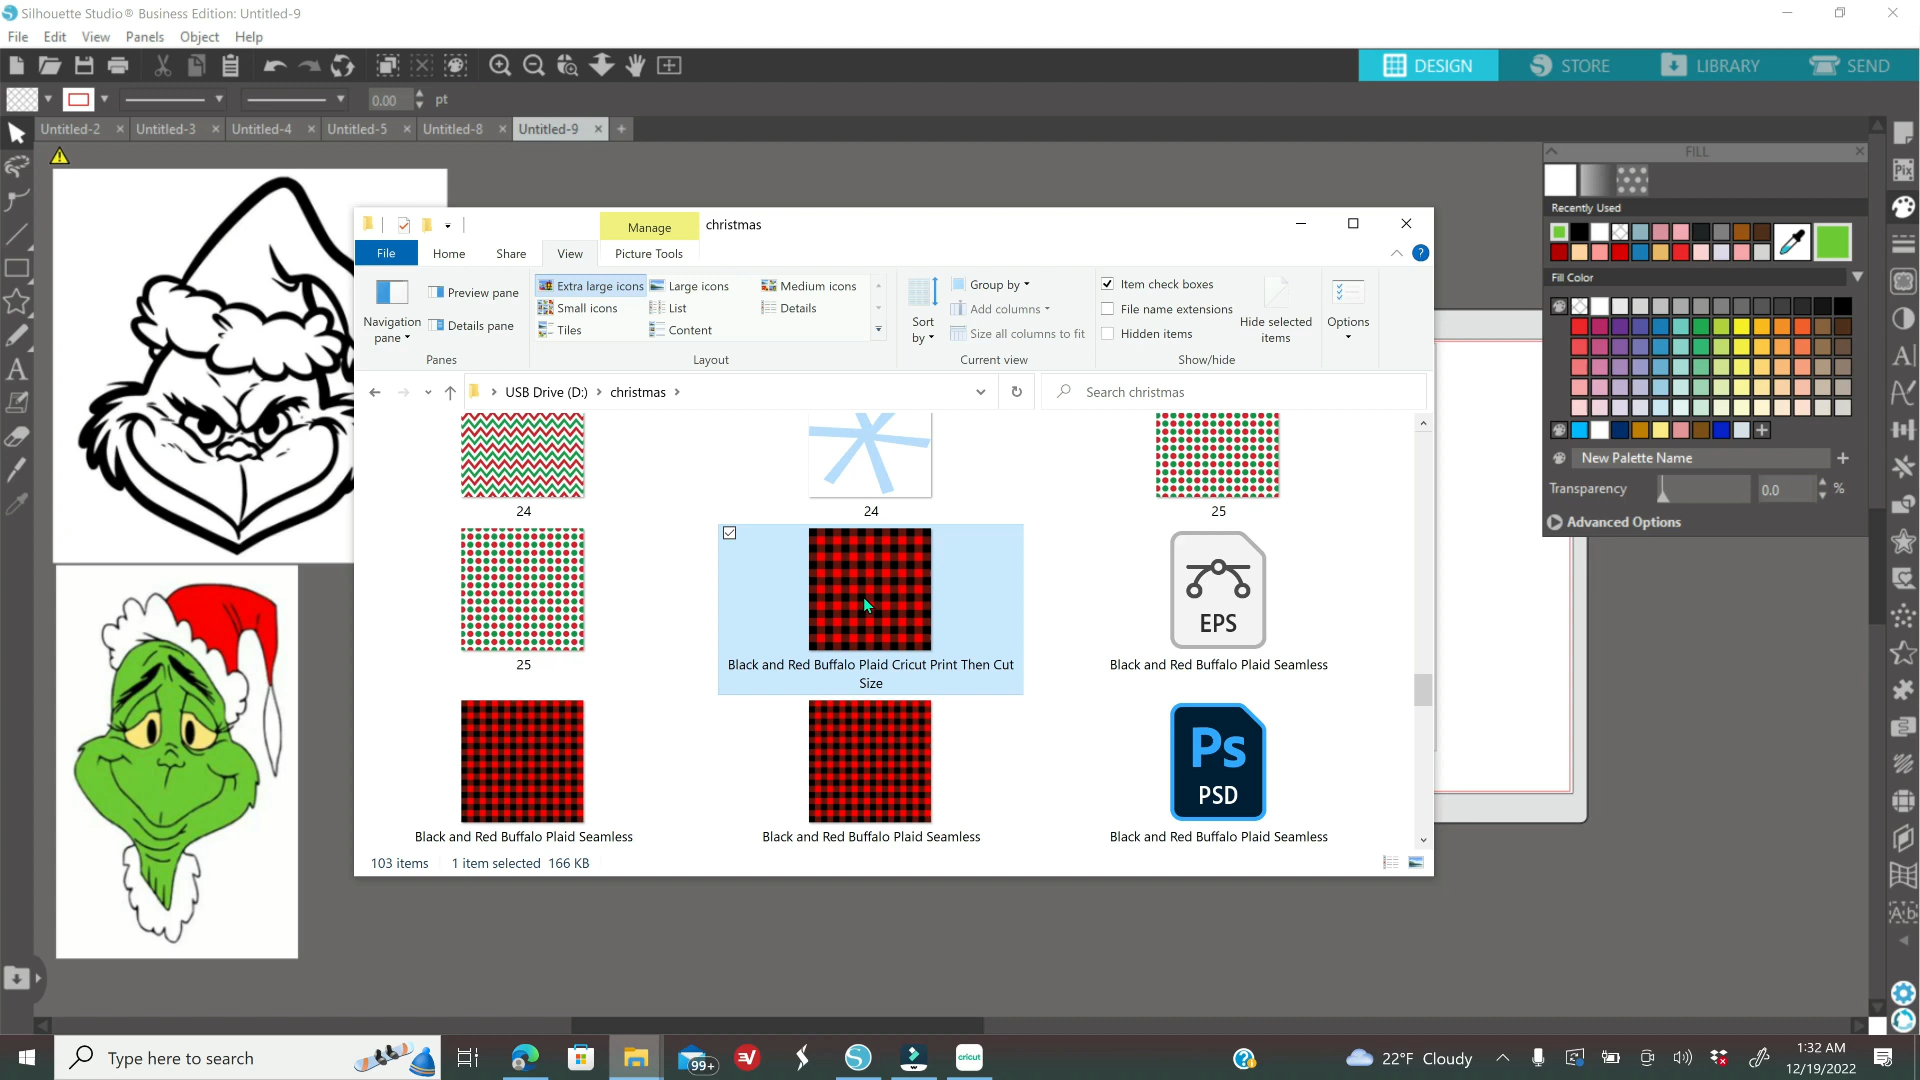 Silhouette Studio® Business Edition: Untitled-9
File Edit View Panels Object Help
DESIGN STORE LIBRARY SEND
0.00 pt
Untitled-2 Untitled-3 Untitled-4 Untitled-5 Untitled-8 Untitled-9
FILL
Pix
Recently Used
Fill Color
New Palette Name
Transparency 0.0 %
Advanced Options
Manage christmas
File Home Share View Picture Tools
Navigation pane
Preview pane
Details pane
Panes
Extra large icons Large icons Medium icons
Small icons List Details
Tiles Content
Layout
Sort by
Group by
Add columns
Size all columns to fit
Current view
Item check boxes
File name extensions
Hidden items
Hide selected items
Show/hide
Options
USB Drive (D:) christmas
Search christmas
24 24 25
25
Black and Red Buffalo Plaid Cricut Print Then Cut
Size
EPS
Black and Red Buffalo Plaid Seamless
Ps
PSD
Black and Red Buffalo Plaid Seamless
Black and Red Buffalo Plaid Seamless
Black and Red Buffalo Plaid Seamless
103 items 1 item selected 166 KB
Type here to search
99+
cricut
22°F Cloudy
1:32 AM
12/19/2022